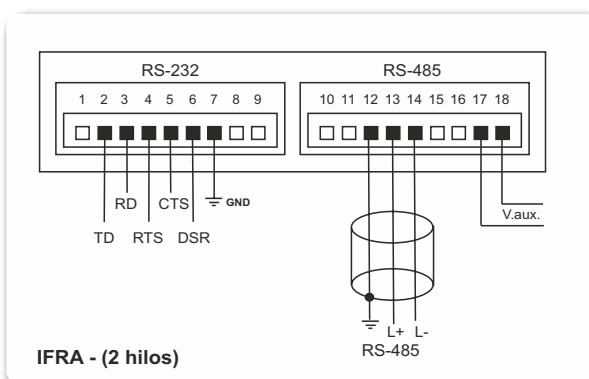 RS-232 RS-485
1 2 3 4 5 6 7 8 9 10 11 12 13 14 15 16 17 18
RD CTS GND
TD RTS DSR
V.aux.
L+ L-
RS-485
IFRA - (2 hilos)